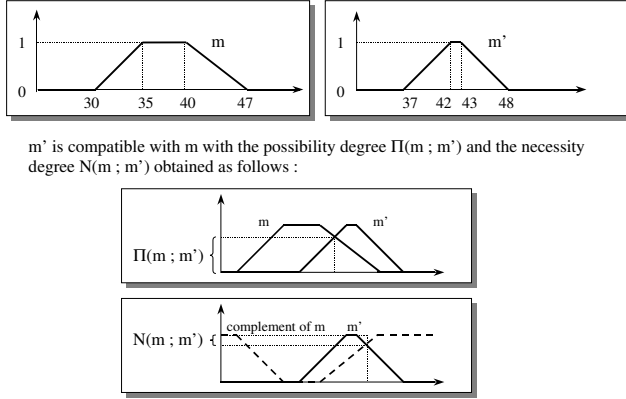 1
m
0
30 35 40 47
1
m’
0
37 42 43 48
m’ is compatible with m with the possibility degree Π(m ; m’) and the necessity
degree N(m ; m’) obtained as follows :
m
m’
Π(m ; m’)
complement of m m’
N(m ; m’)